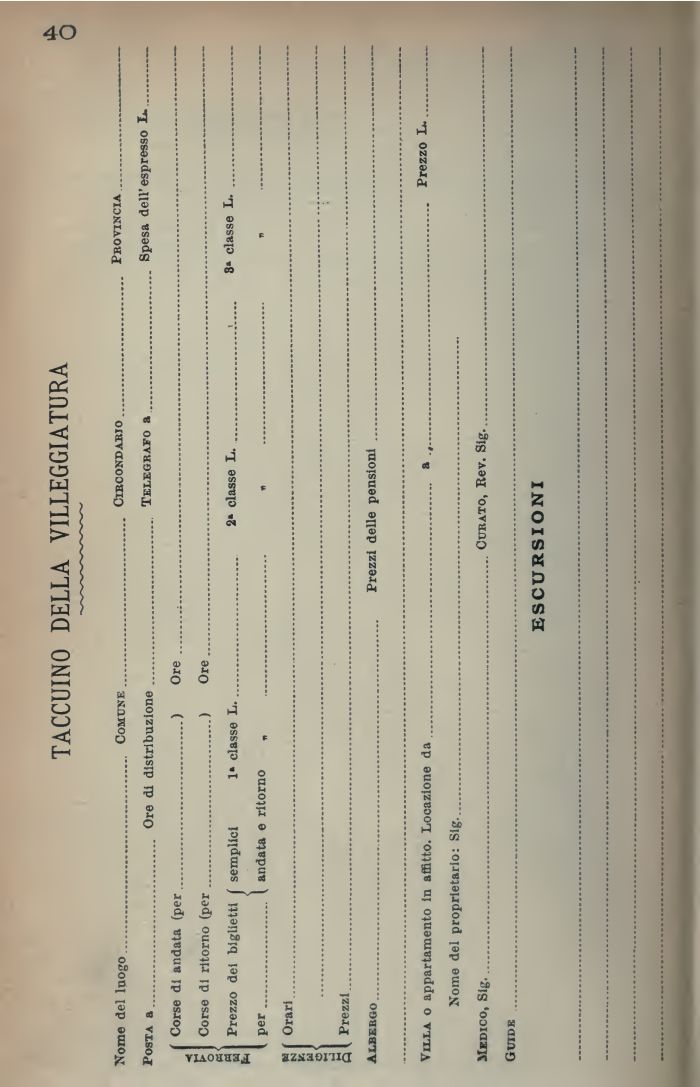 40
TACCUINO DELLA VILLEGGIATURA
Nome del luogo ........ COMUNE ........ CIRCONDARIO ........ PROVINCIA ........
POSTA a ........ Ore di distribuzione ........ TELEGRAFO a ........ Spesa dell'espresso L. ........
FERROVIA
Corse di andata (per ........) Ore ........
Corse di ritorno (per ........) Ore ........
Prezzo dei biglietti { semplici 1ª classe L. ........ 2ª classe L. ........ 3ª classe L. ........
per ........ { andata e ritorno „ ........ „ ........ „ ........
DILIGENZE
Orari ........
Prezzi ........
ALBERGO ........ Prezzi delle pensioni ........
VILLA o appartamento in affitto. Locazione da ........ a ........ Prezzo L. ........
Nome del proprietario: Sig. ........
MEDICO, Sig. ........ CURATO, Rev. Sig. ........
GUIDE ........
ESCURSIONI